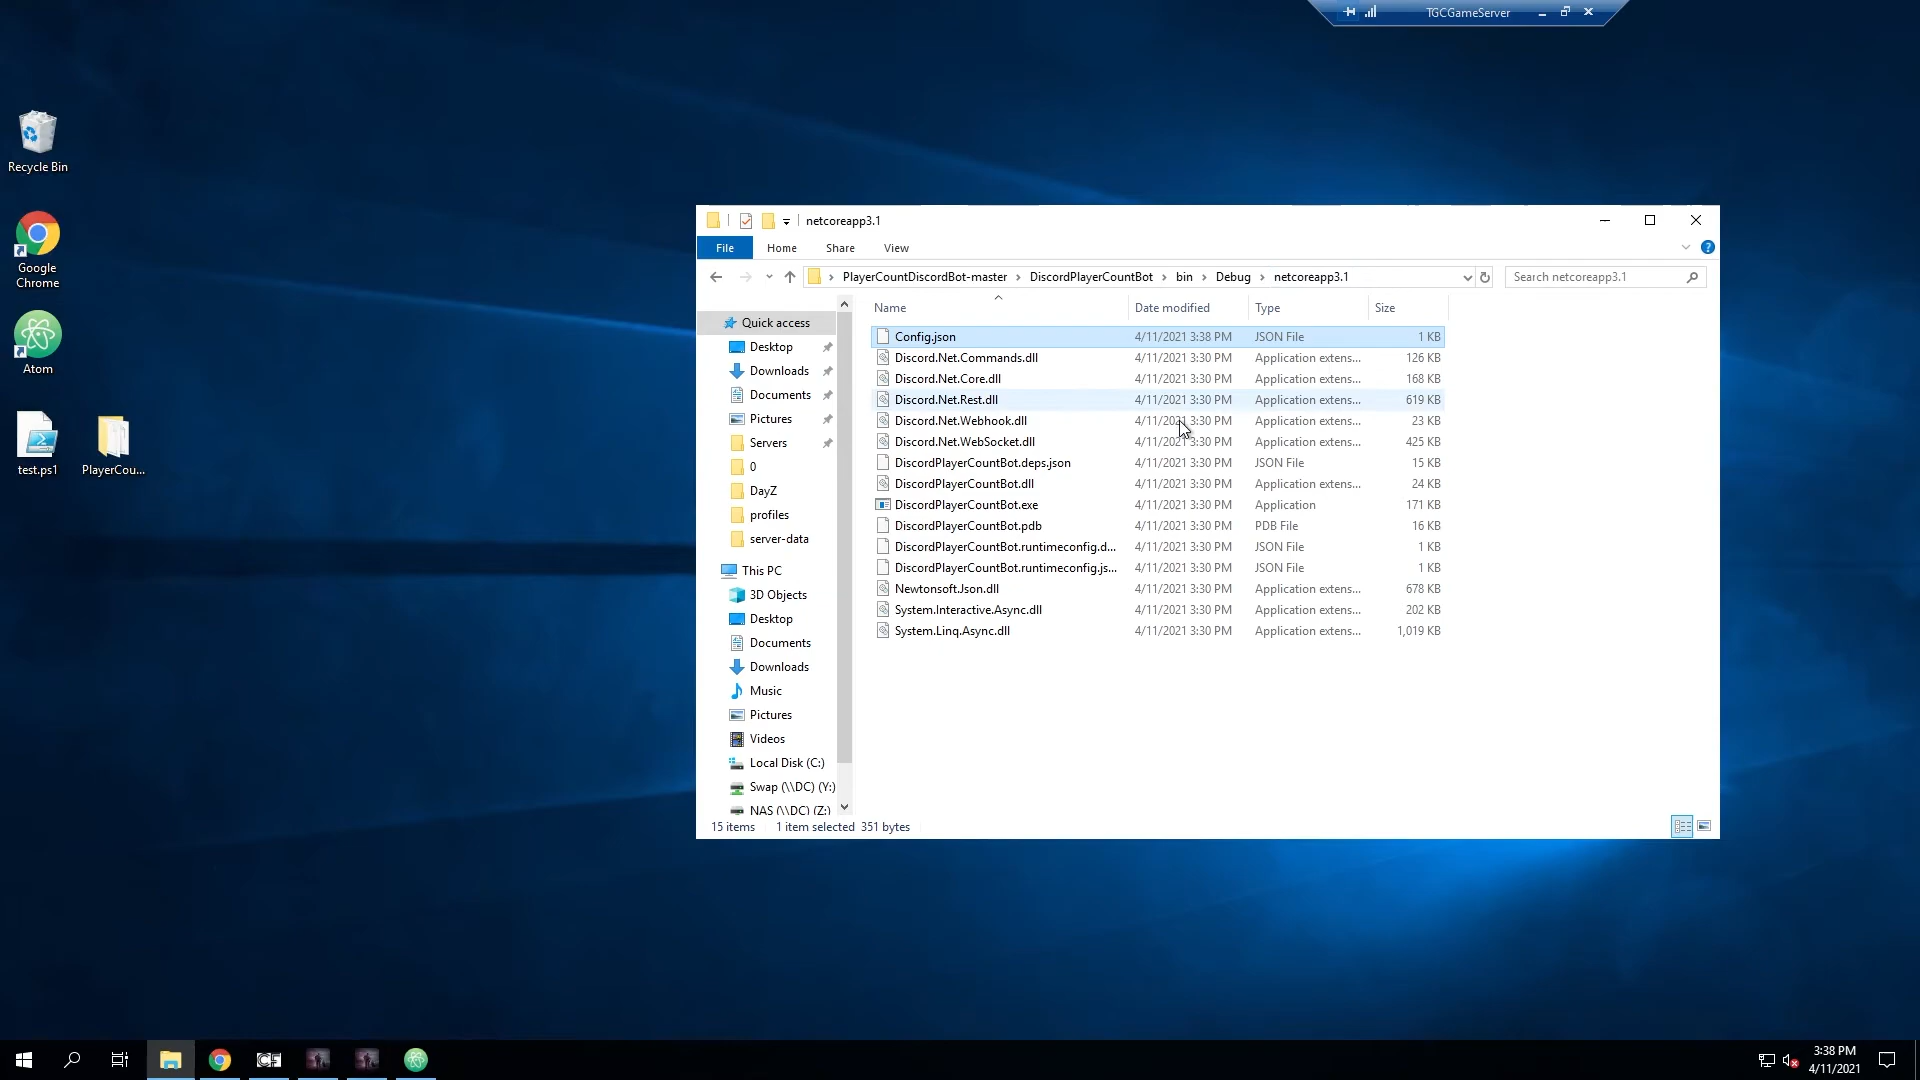 TGCGameServer
Recycle Bin
Google
Chrome
Atom
test.ps1
PlayerCou...
netcoreapp3.1
File
Home
Share
View
PlayerCountDiscordBot-master
DiscordPlayerCountBot
bin
Debug
netcoreapp3.1
Search netcoreapp3.1
Name
Date modified
Type
Size
Quick access
Desktop
Downloads
Documents
Pictures
Servers
0
DayZ
profiles
server-data
This PC
3D Objects
Desktop
Documents
Downloads
Music
Pictures
Videos
Local Disk (C:)
Swap (\\DC) (Y:)
NAS (\\DC) (Z:)
Config.json 4/11/2021 3:38 PM JSON File 1 KB
Discord.Net.Commands.dll 4/11/2021 3:30 PM Application extens... 126 KB
Discord.Net.Core.dll 4/11/2021 3:30 PM Application extens... 168 KB
Discord.Net.Rest.dll 4/11/2021 3:30 PM Application extens... 619 KB
Discord.Net.Webhook.dll 4/11/2021 3:30 PM Application extens... 23 KB
Discord.Net.WebSocket.dll 4/11/2021 3:30 PM Application extens... 425 KB
DiscordPlayerCountBot.deps.json 4/11/2021 3:30 PM JSON File 15 KB
DiscordPlayerCountBot.dll 4/11/2021 3:30 PM Application extens... 24 KB
DiscordPlayerCountBot.exe 4/11/2021 3:30 PM Application 171 KB
DiscordPlayerCountBot.pdb 4/11/2021 3:30 PM PDB File 16 KB
DiscordPlayerCountBot.runtimeconfig.d... 4/11/2021 3:30 PM JSON File 1 KB
DiscordPlayerCountBot.runtimeconfig.js... 4/11/2021 3:30 PM JSON File 1 KB
Newtonsoft.Json.dll 4/11/2021 3:30 PM Application extens... 678 KB
System.Interactive.Async.dll 4/11/2021 3:30 PM Application extens... 202 KB
System.Linq.Async.dll 4/11/2021 3:30 PM Application extens... 1,019 KB
15 items 1 item selected 351 bytes
CF
3:38 PM
4/11/2021